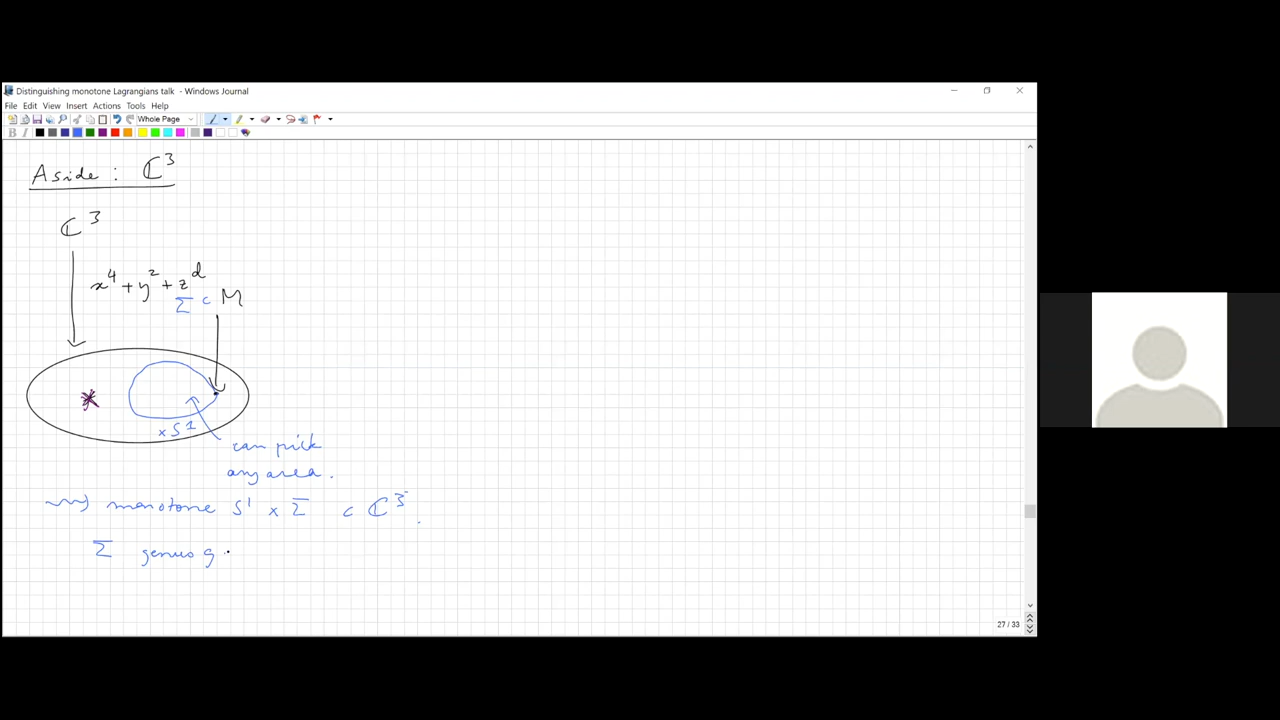 Distinguishing monotone Lagrangians talk - Windows Journal
File Edit View Insert Actions Tools Help
Whole Page
B I
Aside : ℂ³
ℂ³
x⁴ + y² + z^d
Σ ⊂ M
× S¹
can pick
any area.
⇝ monotone S¹ × Σ ⊂ ℂ³.
Σ genus g
27 / 33